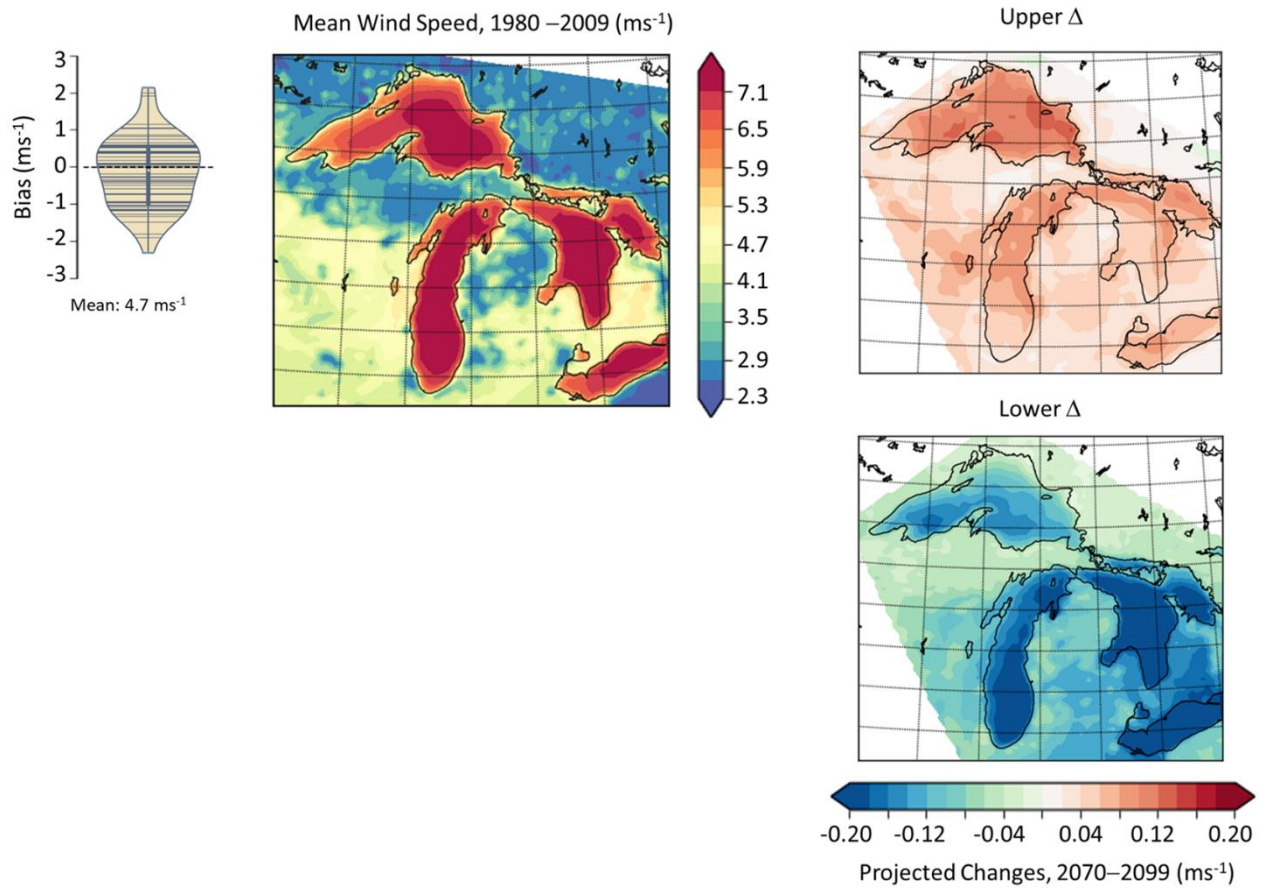 Mean Wind Speed, 1980 –2009 (ms-1)
Upper Δ
3
2
1
0
-1
-2
-3
Bias (ms-1)
Mean: 4.7 ms-1
7.1
6.5
5.9
5.3
4.7
4.1
3.5
2.9
2.3
Lower Δ
-0.20 -0.12 -0.04 0.04 0.12 0.20
Projected Changes, 2070–2099 (ms-1)